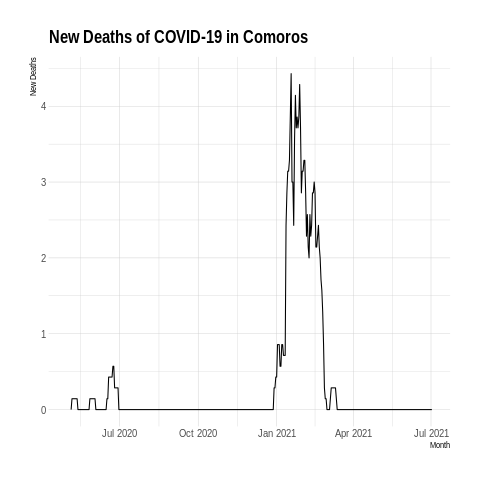 New Deaths of COVID-19 in Comoros
New Deaths
4
3
2
1
0
Jul 2020 Oct 2020 Jan 2021 Apr 2021 Jul 2021
Month